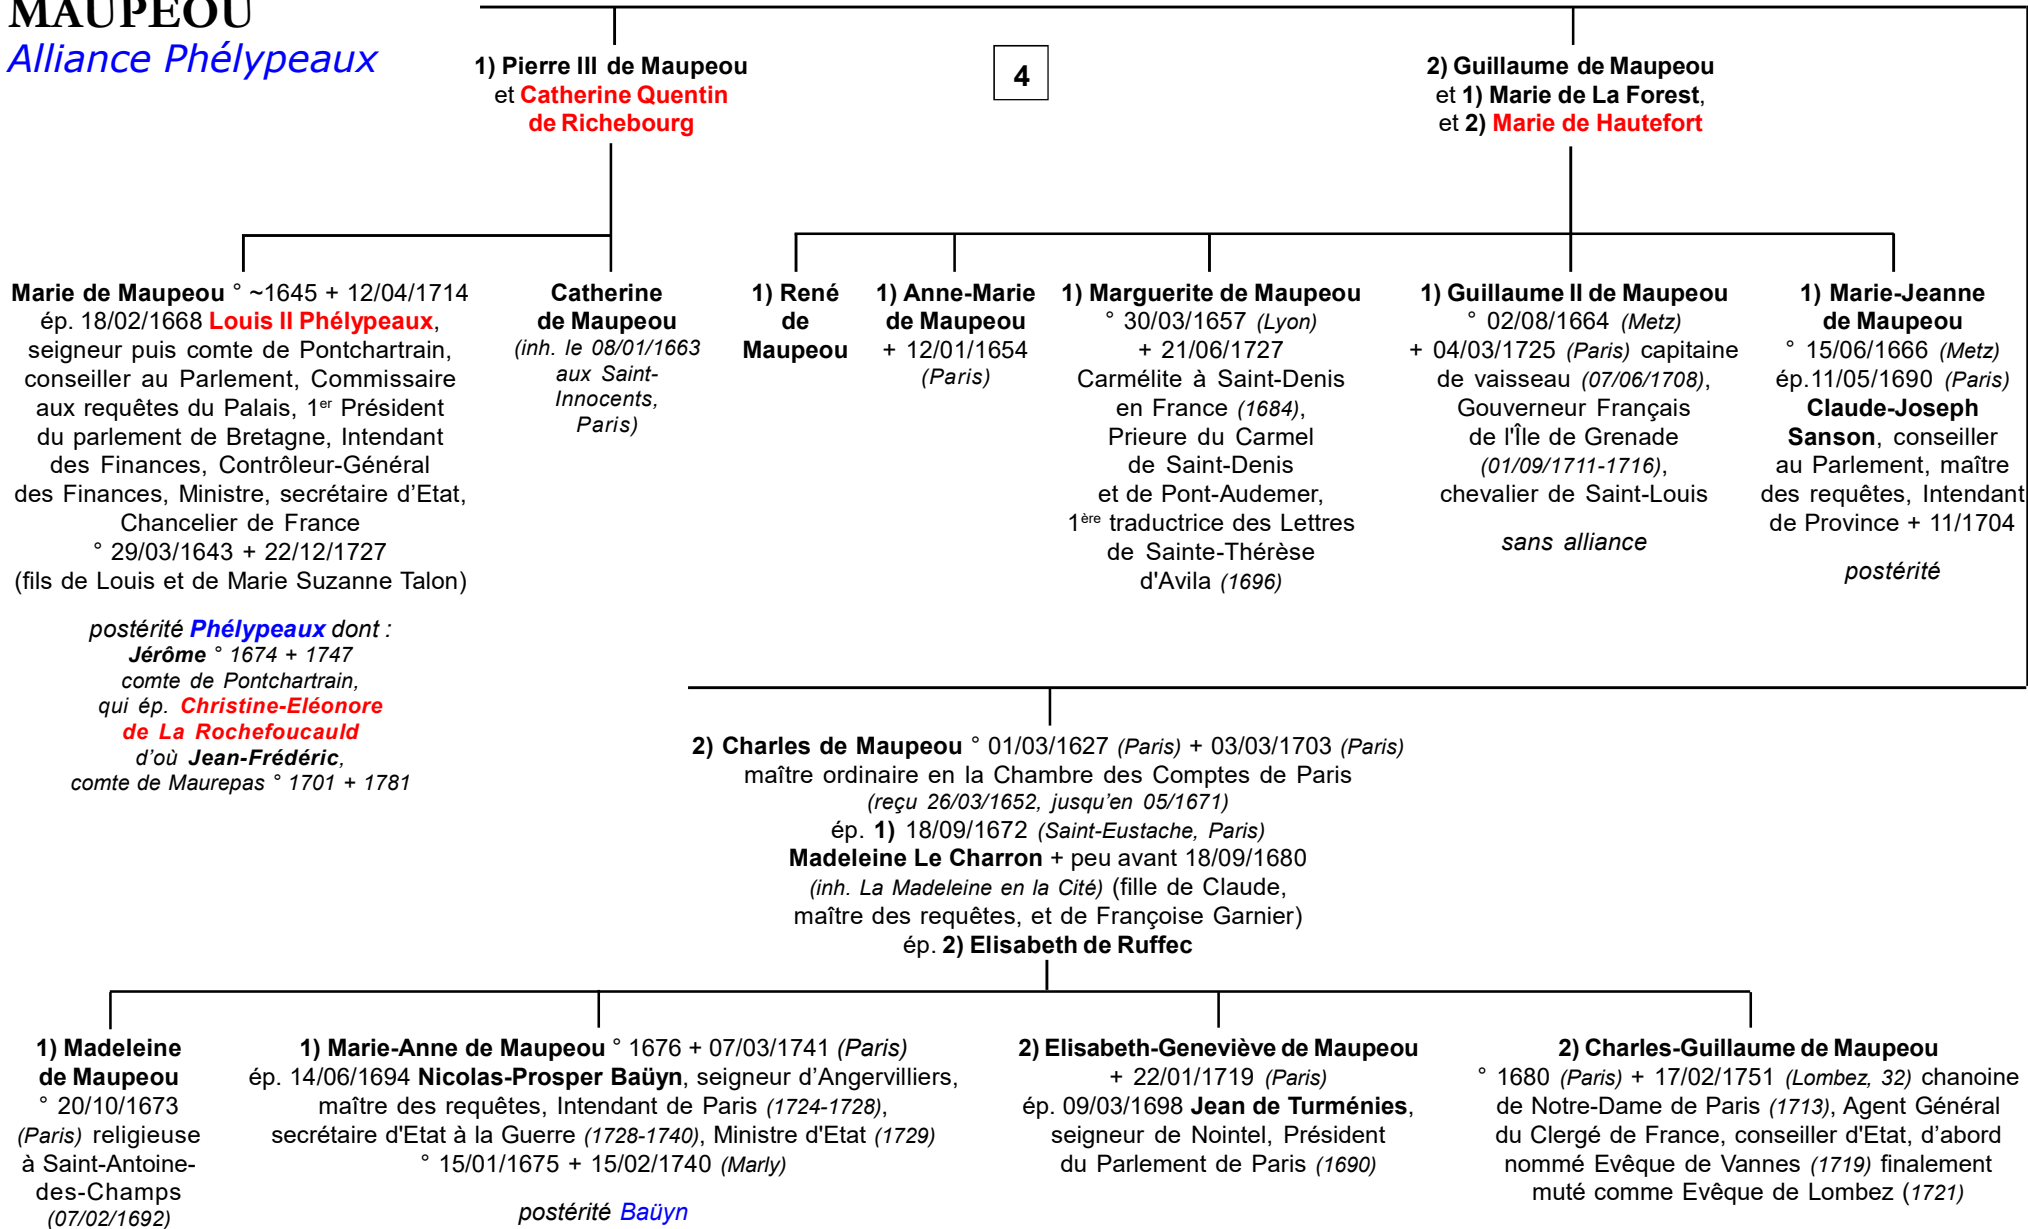 MAUPEOU
Alliance Phélypeaux
1) Pierre III de Maupeou
et Catherine Quentin
de Richebourg
4
2) Guillaume de Maupeou
et 1) Marie de La Forest,
et 2) Marie de Hautefort
Marie de Maupeou ° ~1645 + 12/04/1714
ép. 18/02/1668 Louis II Phélypeaux,
seigneur puis comte de Pontchartrain,
conseiller au Parlement, Commissaire
aux requêtes du Palais, 1er Président
du parlement de Bretagne, Intendant
des Finances, Contrôleur-Général
des Finances, Ministre, secrétaire d'Etat,
Chancelier de France
° 29/03/1643 + 22/12/1727
(fils de Louis et de Marie Suzanne Talon)
postérité Phélypeaux dont :
Jérôme ° 1674 + 1747
comte de Pontchartrain,
qui ép. Christine-Eléonore
de La Rochefoucauld
d'où Jean-Frédéric,
comte de Maurepas ° 1701 + 1781
Catherine
de Maupeou
(inh. le 08/01/1663
aux Saint-
Innocents,
Paris)
1) René
de
Maupeou
1) Anne-Marie
de Maupeou
+ 12/01/1654
(Paris)
1) Marguerite de Maupeou
° 30/03/1657 (Lyon)
+ 21/06/1727
Carmélite à Saint-Denis
en France (1684),
Prieure du Carmel
de Saint-Denis
et de Pont-Audemer,
1ère traductrice des Lettres
de Sainte-Thérèse
d'Avila (1696)
1) Guillaume II de Maupeou
° 02/08/1664 (Metz)
+ 04/03/1725 (Paris) capitaine
de vaisseau (07/06/1708),
Gouverneur Français
de l'Île de Grenade
(01/09/1711-1716),
chevalier de Saint-Louis
sans alliance
1) Marie-Jeanne
de Maupeou
° 15/06/1666 (Metz)
ép.11/05/1690 (Paris)
Claude-Joseph
Sanson, conseiller
au Parlement, maître
des requêtes, Intendant
de Province + 11/1704
postérité
2) Charles de Maupeou ° 01/03/1627 (Paris) + 03/03/1703 (Paris)
maître ordinaire en la Chambre des Comptes de Paris
(reçu 26/03/1652, jusqu'en 05/1671)
ép. 1) 18/09/1672 (Saint-Eustache, Paris)
Madeleine Le Charron + peu avant 18/09/1680
(inh. La Madeleine en la Cité) (fille de Claude,
maître des requêtes, et de Françoise Garnier)
ép. 2) Elisabeth de Ruffec
1) Madeleine
de Maupeou
° 20/10/1673
(Paris) religieuse
à Saint-Antoine-
des-Champs
(07/02/1692)
1) Marie-Anne de Maupeou ° 1676 + 07/03/1741 (Paris)
ép. 14/06/1694 Nicolas-Prosper Baüyn, seigneur d'Angervilliers,
maître des requêtes, Intendant de Paris (1724-1728),
secrétaire d'Etat à la Guerre (1728-1740), Ministre d'Etat (1729)
° 15/01/1675 + 15/02/1740 (Marly)
postérité Baüyn
2) Elisabeth-Geneviève de Maupeou
+ 22/01/1719 (Paris)
ép. 09/03/1698 Jean de Turménies,
seigneur de Nointel, Président
du Parlement de Paris (1690)
2) Charles-Guillaume de Maupeou
° 1680 (Paris) + 17/02/1751 (Lombez, 32) chanoine
de Notre-Dame de Paris (1713), Agent Général
du Clergé de France, conseiller d'Etat, d'abord
nommé Evêque de Vannes (1719) finalement
muté comme Evêque de Lombez (1721)